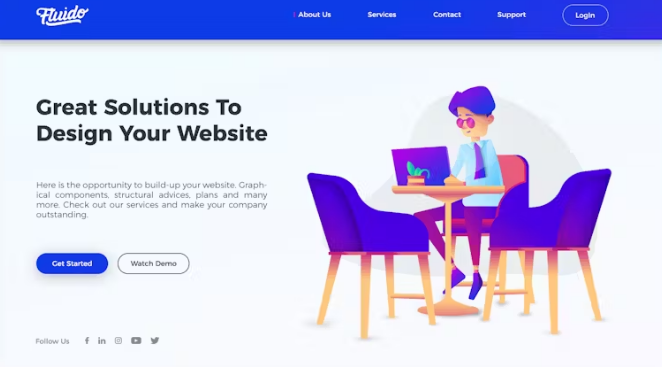 Fluido
About Us
Services
Contact
Support
Login
Great Solutions To
Design Your Website
Here is the opportunity to build-up your website. Graph-
ical components, structural advices, plans and many
more. Check out our services and make your company
outstanding.
Get Started
Watch Demo
Follow Us